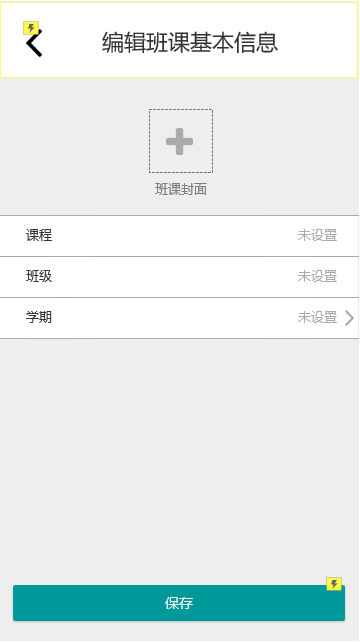 编辑班课基本信息
班课封面
课程 未设置
班级 未设置
学期 未设置
保存